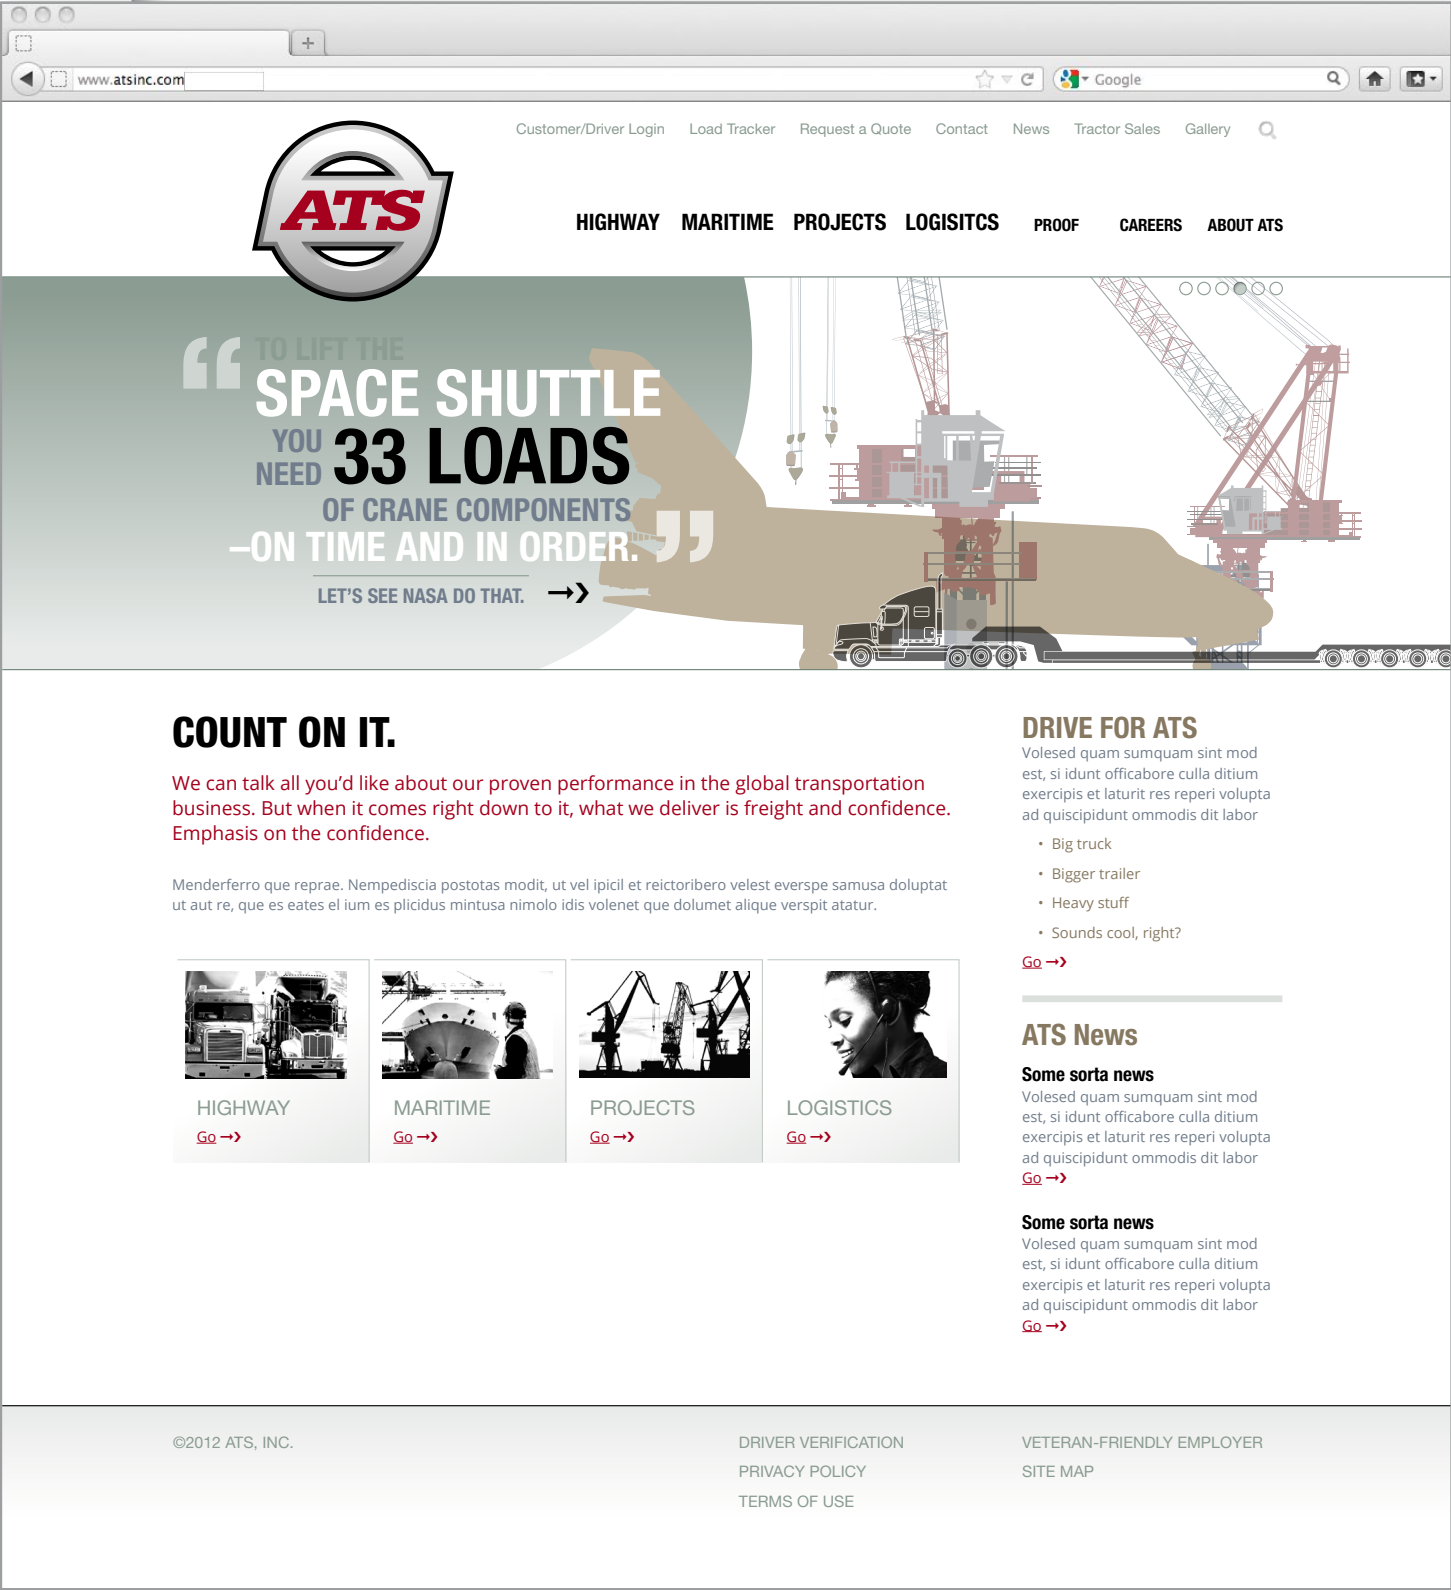 www.atsinc.com
Google
Customer/Driver Login Load Tracker Request a Quote Contact News Tractor Sales Gallery
ATS
HIGHWAY MARITIME PROJECTS LOGISITCS PROOF CAREERS ABOUT ATS
“ TO LIFT THE
SPACE SHUTTLE
YOU
NEED 33 LOADS
OF CRANE COMPONENTS
–ON TIME AND IN ORDER. ”
LET’S SEE NASA DO THAT.
COUNT ON IT.
We can talk all you’d like about our proven performance in the global transportation
business. But when it comes right down to it, what we deliver is freight and confidence.
Emphasis on the confidence.
Menderferro que reprae. Nempediscia postotas modit, ut vel ipicil et reictoribero velest everspe samusa doluptat
ut aut re, que es eates el ium es plicidus mintusa nimolo idis volenet que dolumet alique verspit atatur.
HIGHWAY
Go
MARITIME
Go
PROJECTS
Go
LOGISTICS
Go
DRIVE FOR ATS
Volesed quam sumquam sint mod
est, si idunt officabore culla ditium
exercipis et laturit res reperi volupta
ad quiscipidunt ommodis dit labor
• Big truck
• Bigger trailer
• Heavy stuff
• Sounds cool, right?
Go
ATS News
Some sorta news
Volesed quam sumquam sint mod
est, si idunt officabore culla ditium
exercipis et laturit res reperi volupta
ad quiscipidunt ommodis dit labor
Go
Some sorta news
Volesed quam sumquam sint mod
est, si idunt officabore culla ditium
exercipis et laturit res reperi volupta
ad quiscipidunt ommodis dit labor
Go
©2012 ATS, INC.
DRIVER VERIFICATION
PRIVACY POLICY
TERMS OF USE
VETERAN-FRIENDLY EMPLOYER
SITE MAP